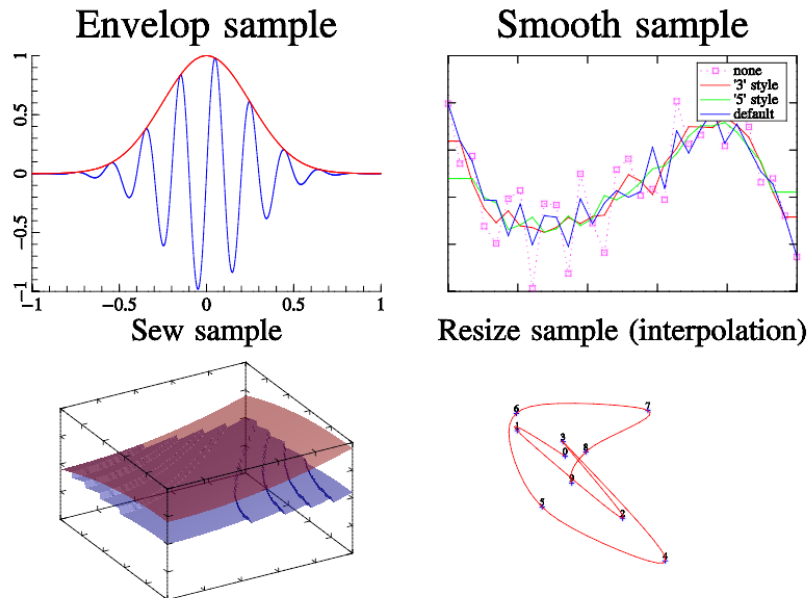 Envelop sample
Smooth sample
1
0.5
0
−0.5
−1
−1 −0.5 0 0.5 1
none
'3' style
'5' style
default
Sew sample
Resize sample (interpolation)
6
7
1
3
8
0
9
5
2
4